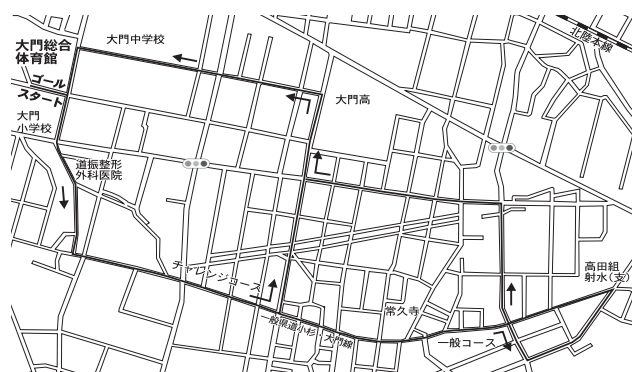 大門総合
体育館
大門中学校
北陸本線
ゴール
スタート
大門高
大門
小学校
道振整形
外科医院
チャレンジコース
高田組
射水(支)
常久寺
一般県道小杉・大門線
一般コース